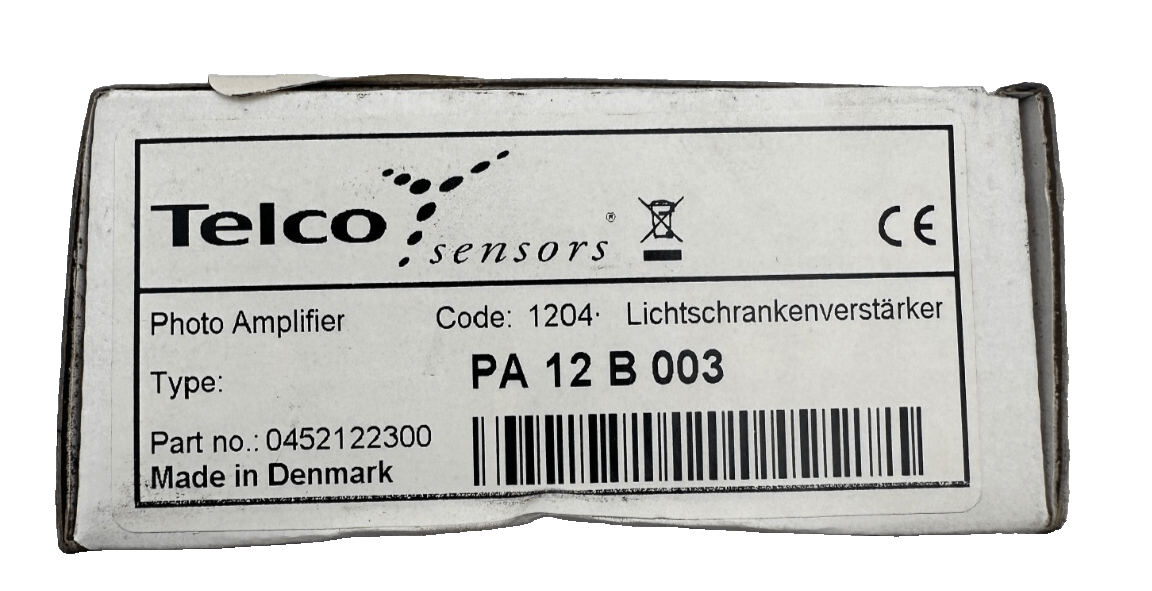 Telco sensors ® CE
Photo Amplifier Code: 1204· Lichtschrankenverstärker
Type: PA 12 B 003
Part no.: 0452122300
Made in Denmark